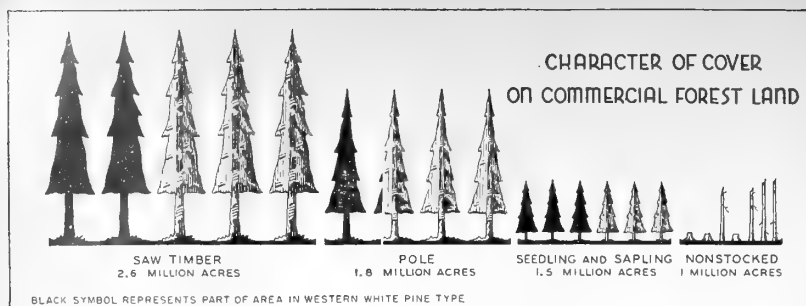 CHARACTER OF COVER
ON COMMERCIAL FOREST LAND
SAW TIMBER
2.6 MILLION ACRES
POLE
1.8 MILLION ACRES
SEEDLING AND SAPLING
1.5 MILLION ACRES
NONSTOCKED
1 MILLION ACRES
BLACK SYMBOL REPRESENTS PART OF AREA IN WESTERN WHITE PINE TYPE